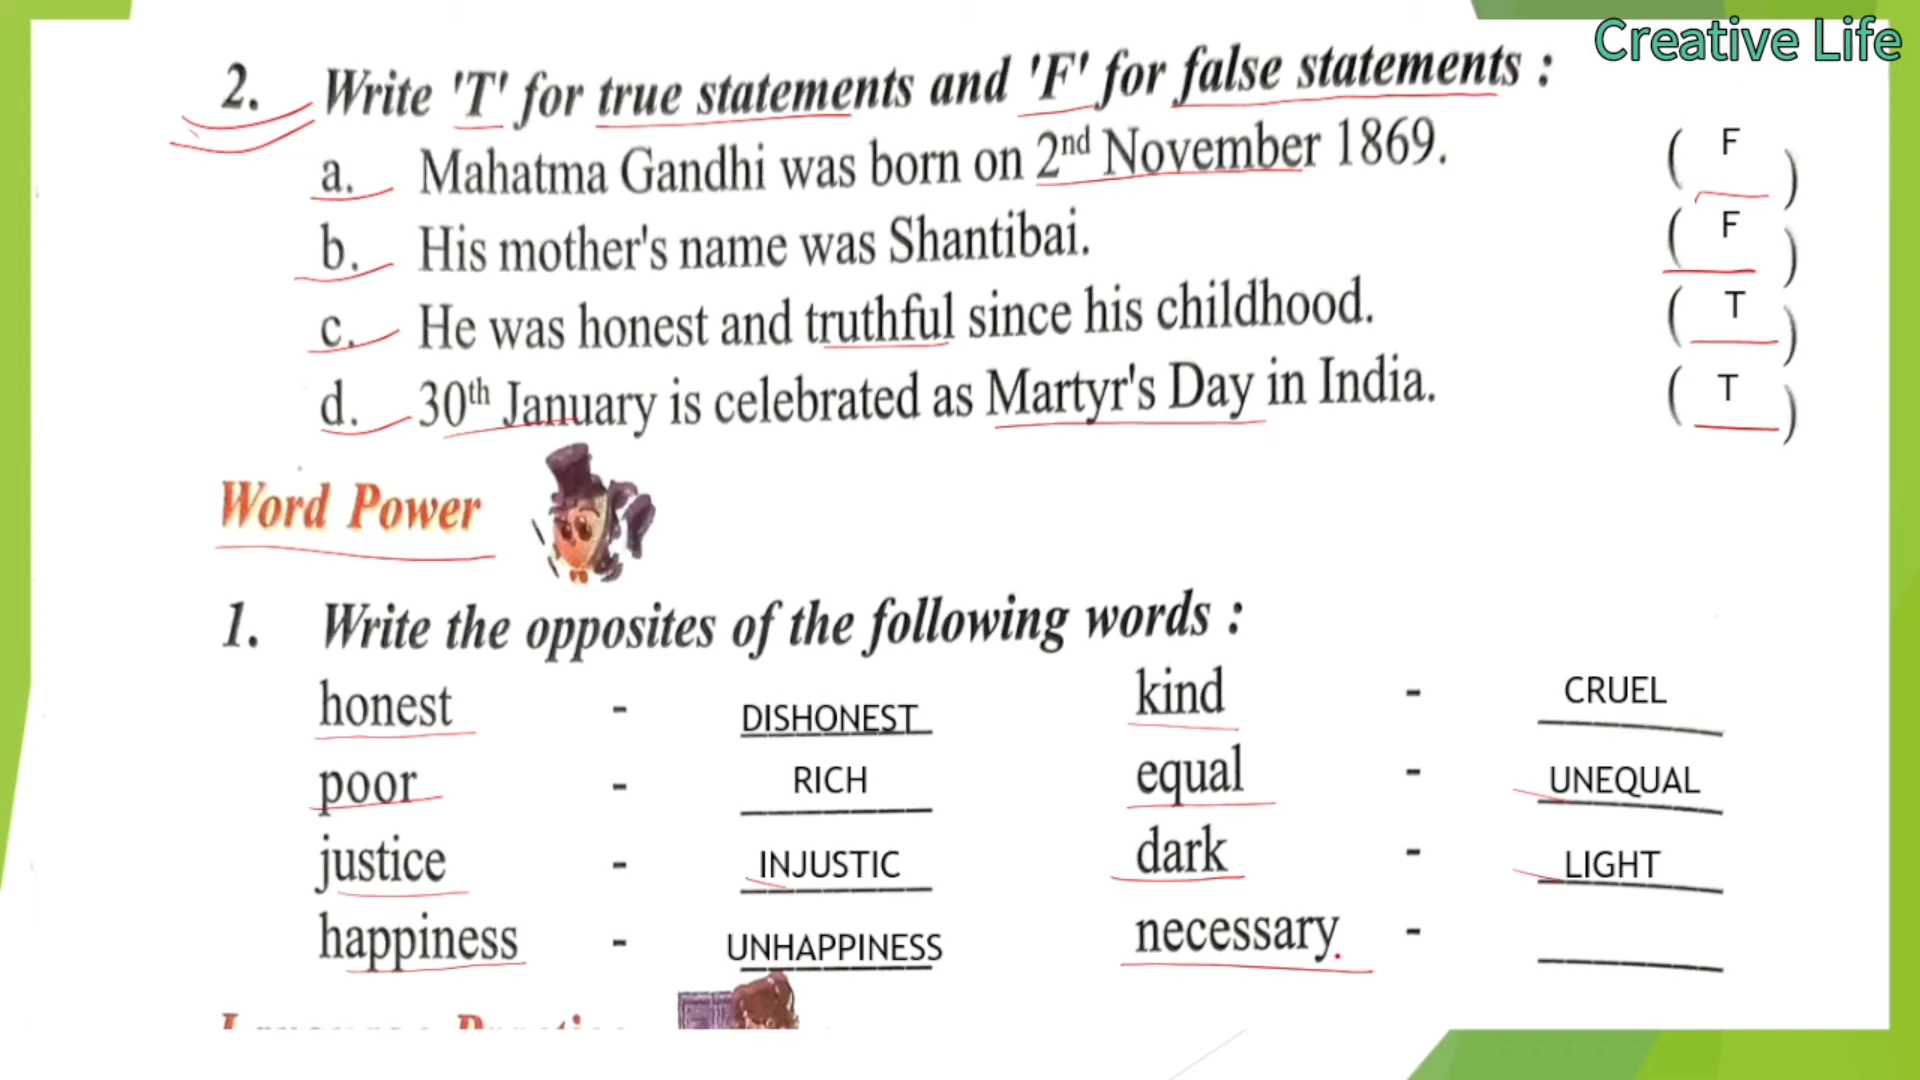 Creative Life
2. Write 'T' for true statements and 'F' for false statements :
a. Mahatma Gandhi was born on 2nd November 1869. ( F )
b. His mother's name was Shantibai. ( F )
c. He was honest and truthful since his childhood. ( T )
d. 30th January is celebrated as Martyr's Day in India. ( T )
Word Power
1. Write the opposites of the following words :
honest - DISHONEST kind - CRUEL
poor - RICH equal - UNEQUAL
justice - INJUSTIC dark - LIGHT
happiness - UNHAPPINESS necessary -